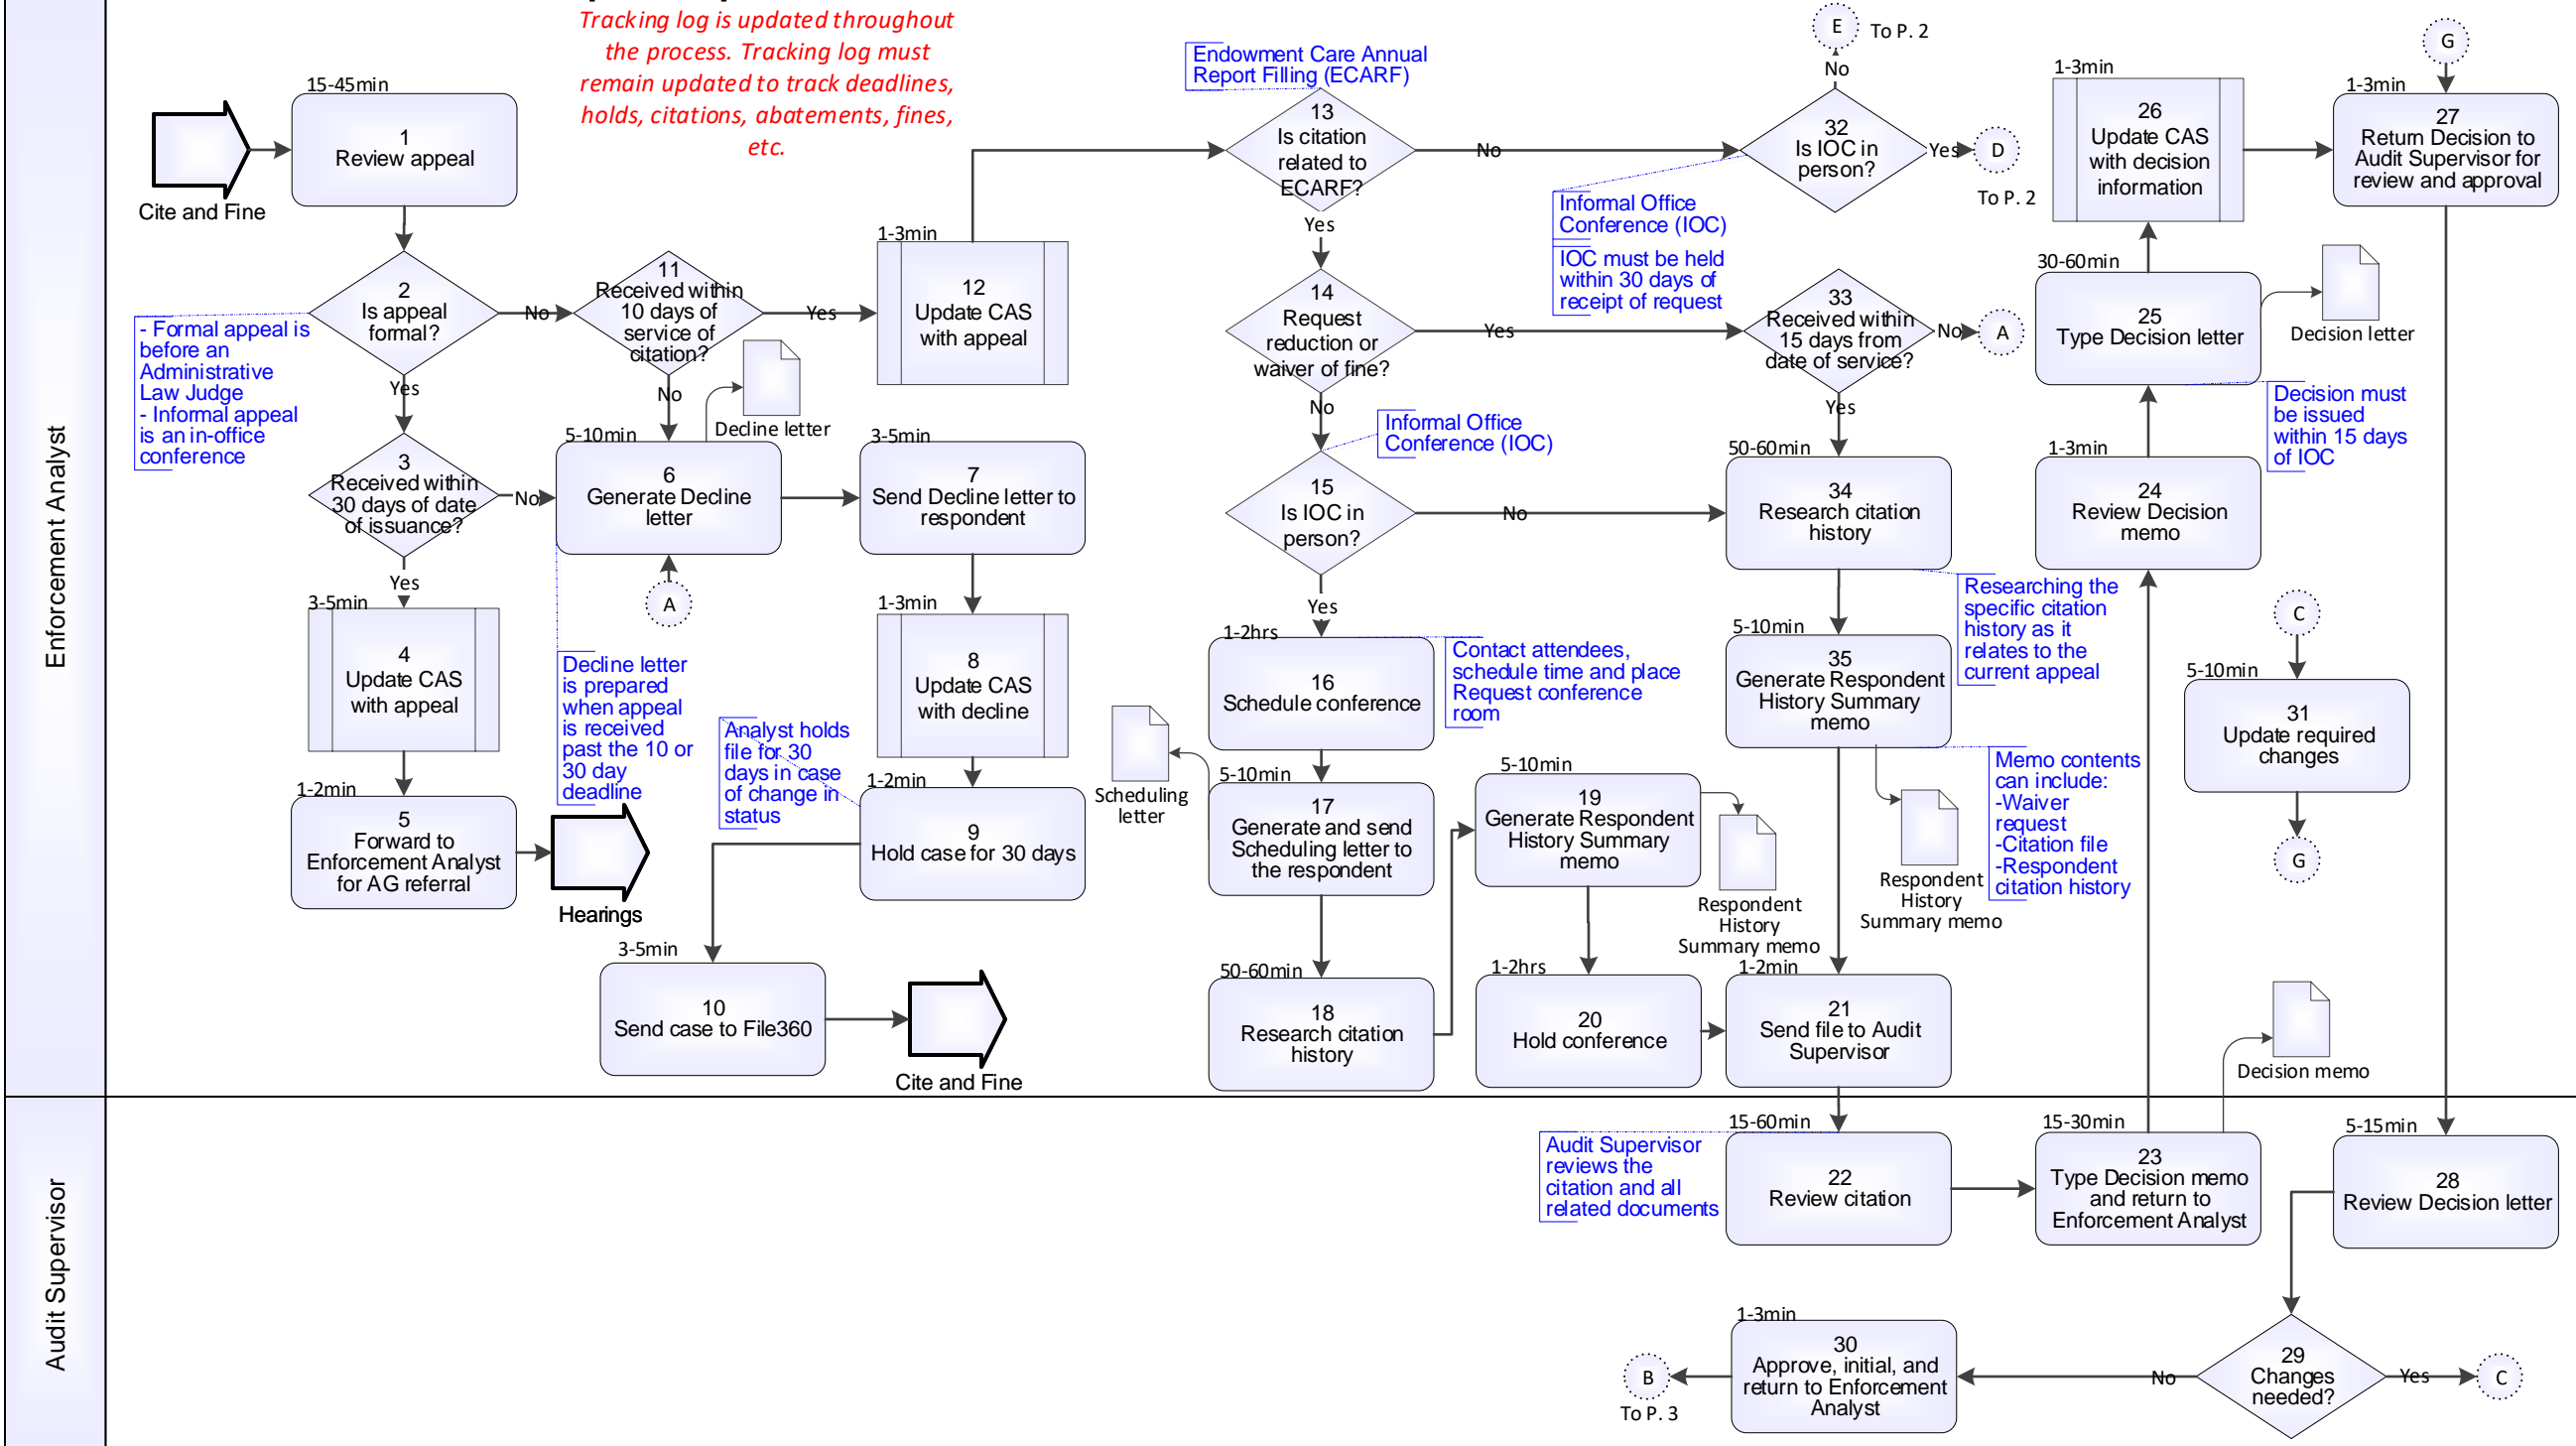 Tracking log is updated throughout
the process. Tracking log must
remain updated to track deadlines,
holds, citations, abatements, fines,
etc.
Enforcement Analyst
Cite and Fine
15-45min
1
Review appeal
2
Is appeal
formal?
No
Yes
- Formal appeal is
before an
Administrative
Law Judge
- Informal appeal
is an in-office
conference
3
Received within
30 days of date
of issuance?
No
Yes
3-5min
4
Update CAS
with appeal
1-2min
5
Forward to
Enforcement Analyst
for AG referral
Hearings
11
Received within
10 days of
service of
citation?
Yes
No
Decline letter
5-10min
6
Generate Decline
letter
A
Decline letter
is prepared
when appeal
is received
past the 10 or
30 day
deadline
3-5min
7
Send Decline letter to
respondent
1-3min
8
Update CAS
with decline
Analyst holds
file for 30
days in case
of change in
status
1-2min
9
Hold case for 30 days
3-5min
10
Send case to File360
Cite and Fine
1-3min
12
Update CAS
with appeal
Endowment Care Annual
Report Filling (ECARF)
13
Is citation
related to
ECARF?
No
Yes
14
Request
reduction or
waiver of fine?
Yes
No
Informal Office
Conference (IOC)
15
Is IOC in
person?
No
Yes
1-2hrs
16
Schedule conference
Contact attendees,
schedule time and place
Request conference
room
Scheduling
letter
5-10min
17
Generate and send
Scheduling letter to
the respondent
50-60min
18
Research citation
history
5-10min
19
Generate Respondent
History Summary
memo
Respondent
History
Summary memo
1-2hrs
20
Hold conference
E
To P. 2
No
32
Is IOC in
person?
Yes
D
To P. 2
Informal Office
Conference (IOC)
IOC must be held
within 30 days of
receipt of request
33
Received within
15 days from
date of service?
No
A
Yes
50-60min
34
Research citation
history
Researching the
specific citation
history as it
relates to the
current appeal
5-10min
35
Generate Respondent
History Summary
memo
Memo contents
can include:
-Waiver
request
-Citation file
-Respondent
citation history
Respondent
History
Summary memo
1-2min
21
Send file to Audit
Supervisor
1-3min
26
Update CAS
with decision
information
30-60min
25
Type Decision letter
Decision letter
Decision must
be issued
within 15 days
of IOC
1-3min
24
Review Decision
memo
G
1-3min
27
Return Decision to
Audit Supervisor for
review and approval
C
5-10min
31
Update required
changes
G
Decision memo
Audit Supervisor
Audit Supervisor
reviews the
citation and all
related documents
15-60min
22
Review citation
15-30min
23
Type Decision memo
and return to
Enforcement Analyst
5-15min
28
Review Decision letter
29
Changes
needed?
Yes
C
No
1-3min
30
Approve, initial, and
return to Enforcement
Analyst
B
To P. 3